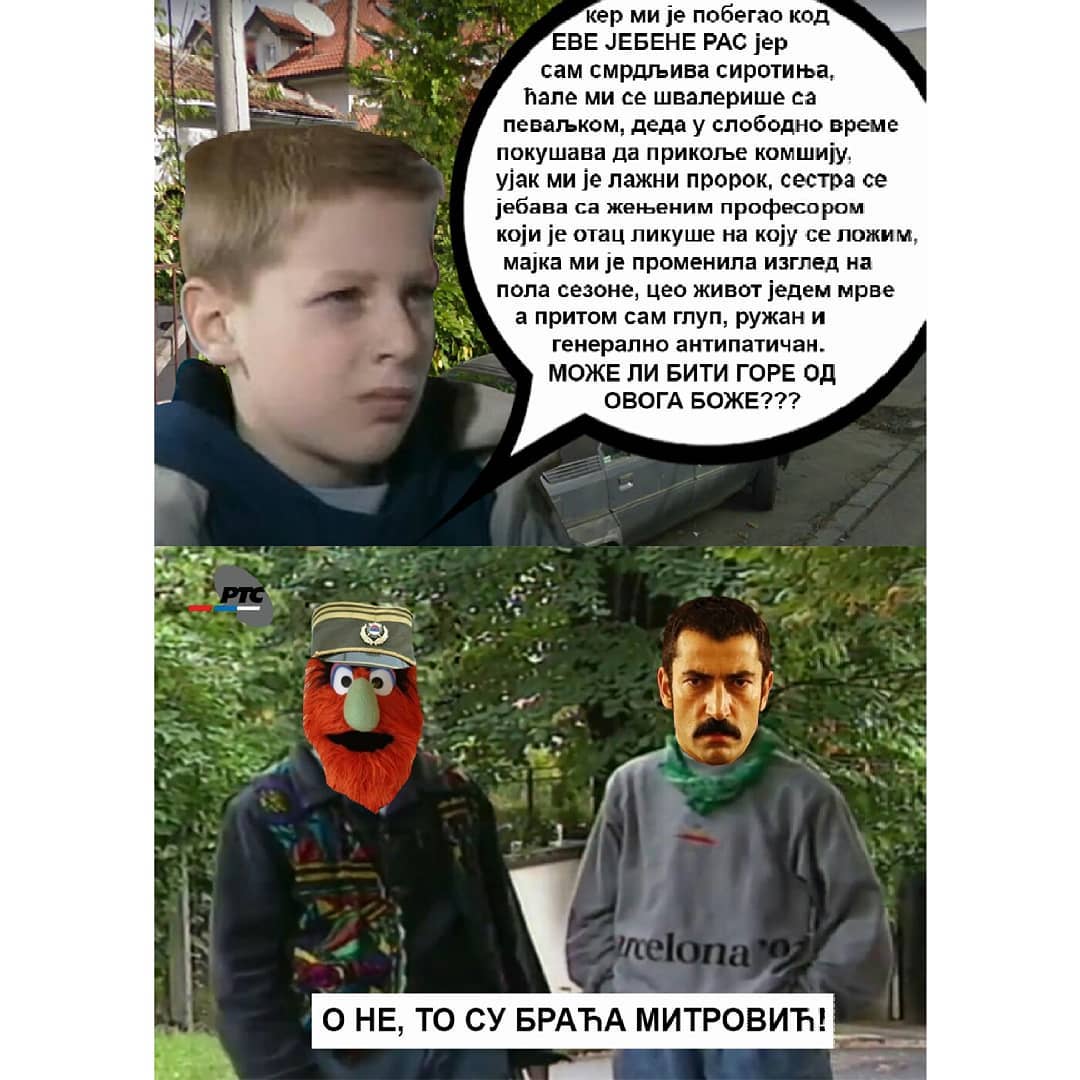 кер ми је побегао код
ЕВЕ ЈЕБЕНЕ РАС јер
сам смрдљива сиротиња,
ћале ми се швалерише са
певаљком, деда у слободно време
покушава да прикоље комшију,
ујак ми је лажни пророк, сестра се
јебава са жењеним професором
који је отац ликуше на коју се ложим,
мајка ми је променила изглед на
пола сезоне, цео живот једем мрве
а притом сам глуп, ружан и
генерално антипатичан.
МОЖЕ ЛИ БИТИ ГОРЕ ОД
ОВОГА БОЖЕ???
РТС
arcelona '92
О НЕ, ТО СУ БРАЋА МИТРОВИЋ!